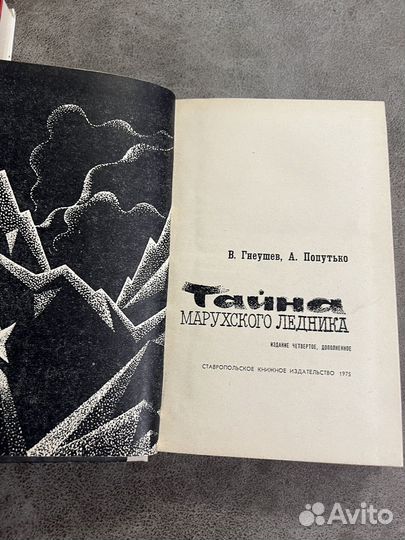 В. Гнеушев, А. Попутько
Тайна
МАРУХСКОГО ЛЕДНИКА
ИЗДАНИЕ ЧЕТВЕРТОЕ, ДОПОЛНЕННОЕ
СТАВРОПОЛЬСКОЕ КНИЖНОЕ ИЗДАТЕЛЬСТВО 1975
Avito